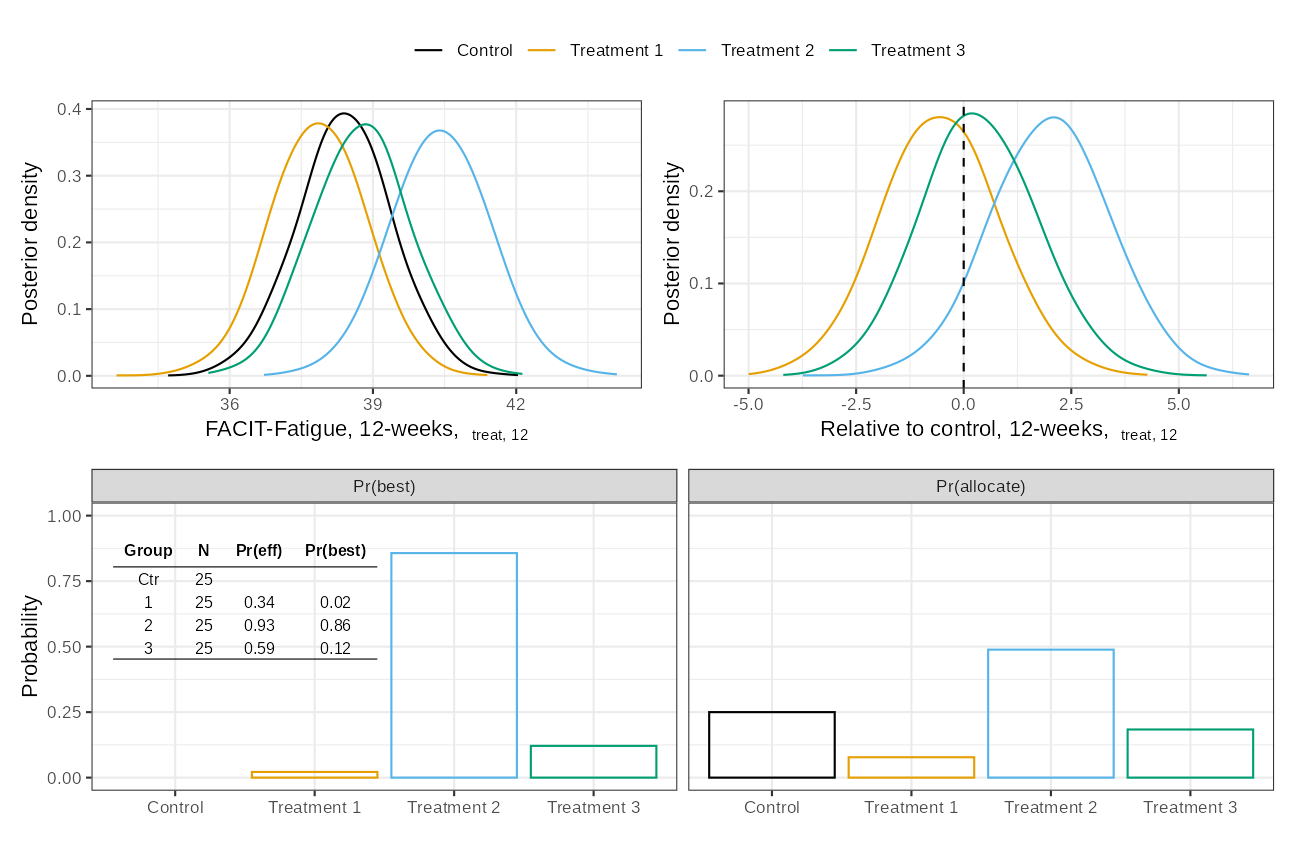 Control Treatment 1 Treatment 2 Treatment 3
Posterior density
0.4
0.3
0.2
0.1
0.0
36 39 42
FACIT-Fatigue, 12-weeks, treat, 12
Posterior density
0.2
0.1
0.0
-5.0 -2.5 0.0 2.5 5.0
Relative to control, 12-weeks, treat, 12
Pr(best)
Pr(allocate)
Probability
1.00
0.75
0.50
0.25
0.00
Group N Pr(eff) Pr(best)
Ctr 25
1 25 0.34 0.02
2 25 0.93 0.86
3 25 0.59 0.12
Control Treatment 1 Treatment 2 Treatment 3
Control Treatment 1 Treatment 2 Treatment 3